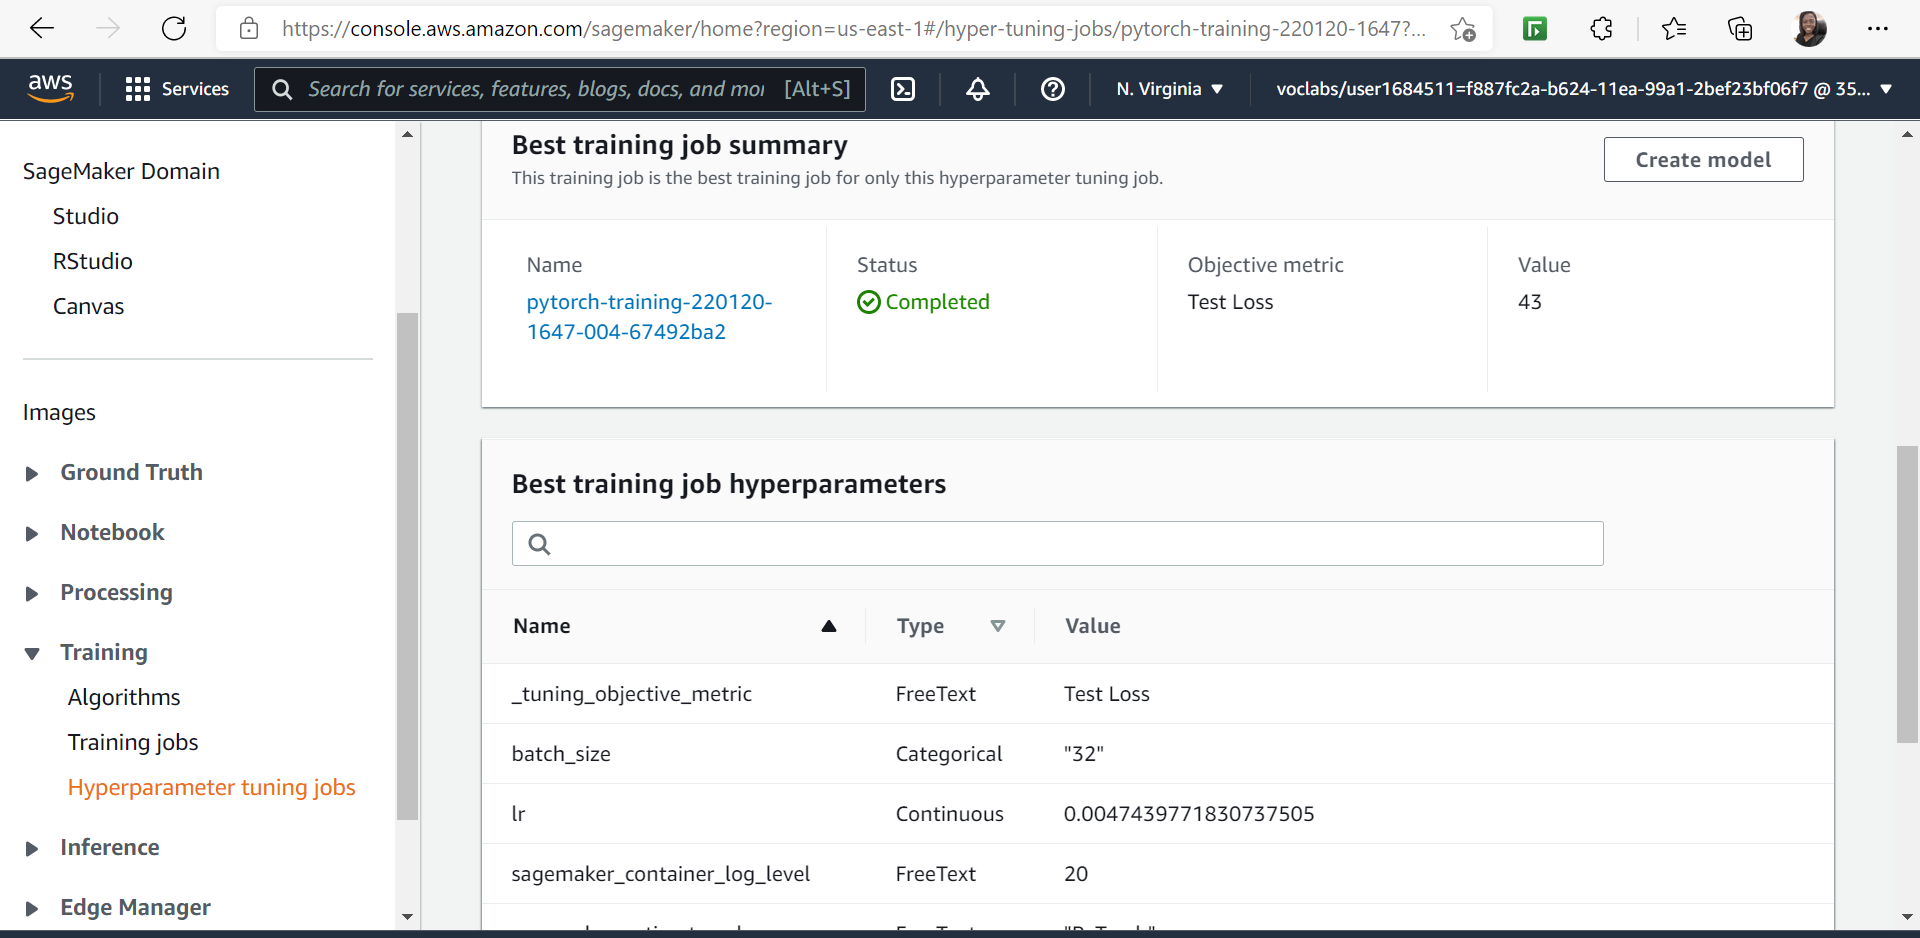 https://console.aws.amazon.com/sagemaker/home?region=us-east-1#/hyper-tuning-jobs/pytorch-training-220120-1647?...
aws
Services
Search for services, features, blogs, docs, and mor [Alt+S]
N. Virginia
voclabs/user1684511=f887fc2a-b624-11ea-99a1-2bef23bf06f7 @ 35...
SageMaker Domain
Studio
RStudio
Canvas
Images
Ground Truth
Notebook
Processing
Training
Algorithms
Training jobs
Hyperparameter tuning jobs
Inference
Edge Manager
Best training job summary
This training job is the best training job for only this hyperparameter tuning job.
Create model
Name
pytorch-training-220120-
1647-004-67492ba2
Status
Completed
Objective metric
Test Loss
Value
43
Best training job hyperparameters
Name Type Value
_tuning_objective_metric FreeText Test Loss
batch_size Categorical "32"
lr Continuous 0.0047439771830737505
sagemaker_container_log_level FreeText 20